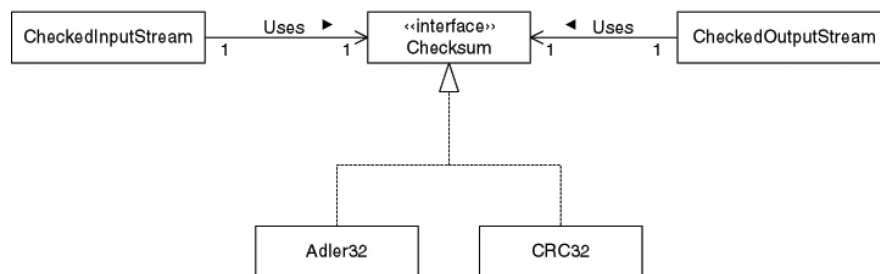 CheckedInputStream
Uses ►
1
1
‹‹interface››
Checksum
◄ Uses
1
1
CheckedOutputStream
Adler32
CRC32